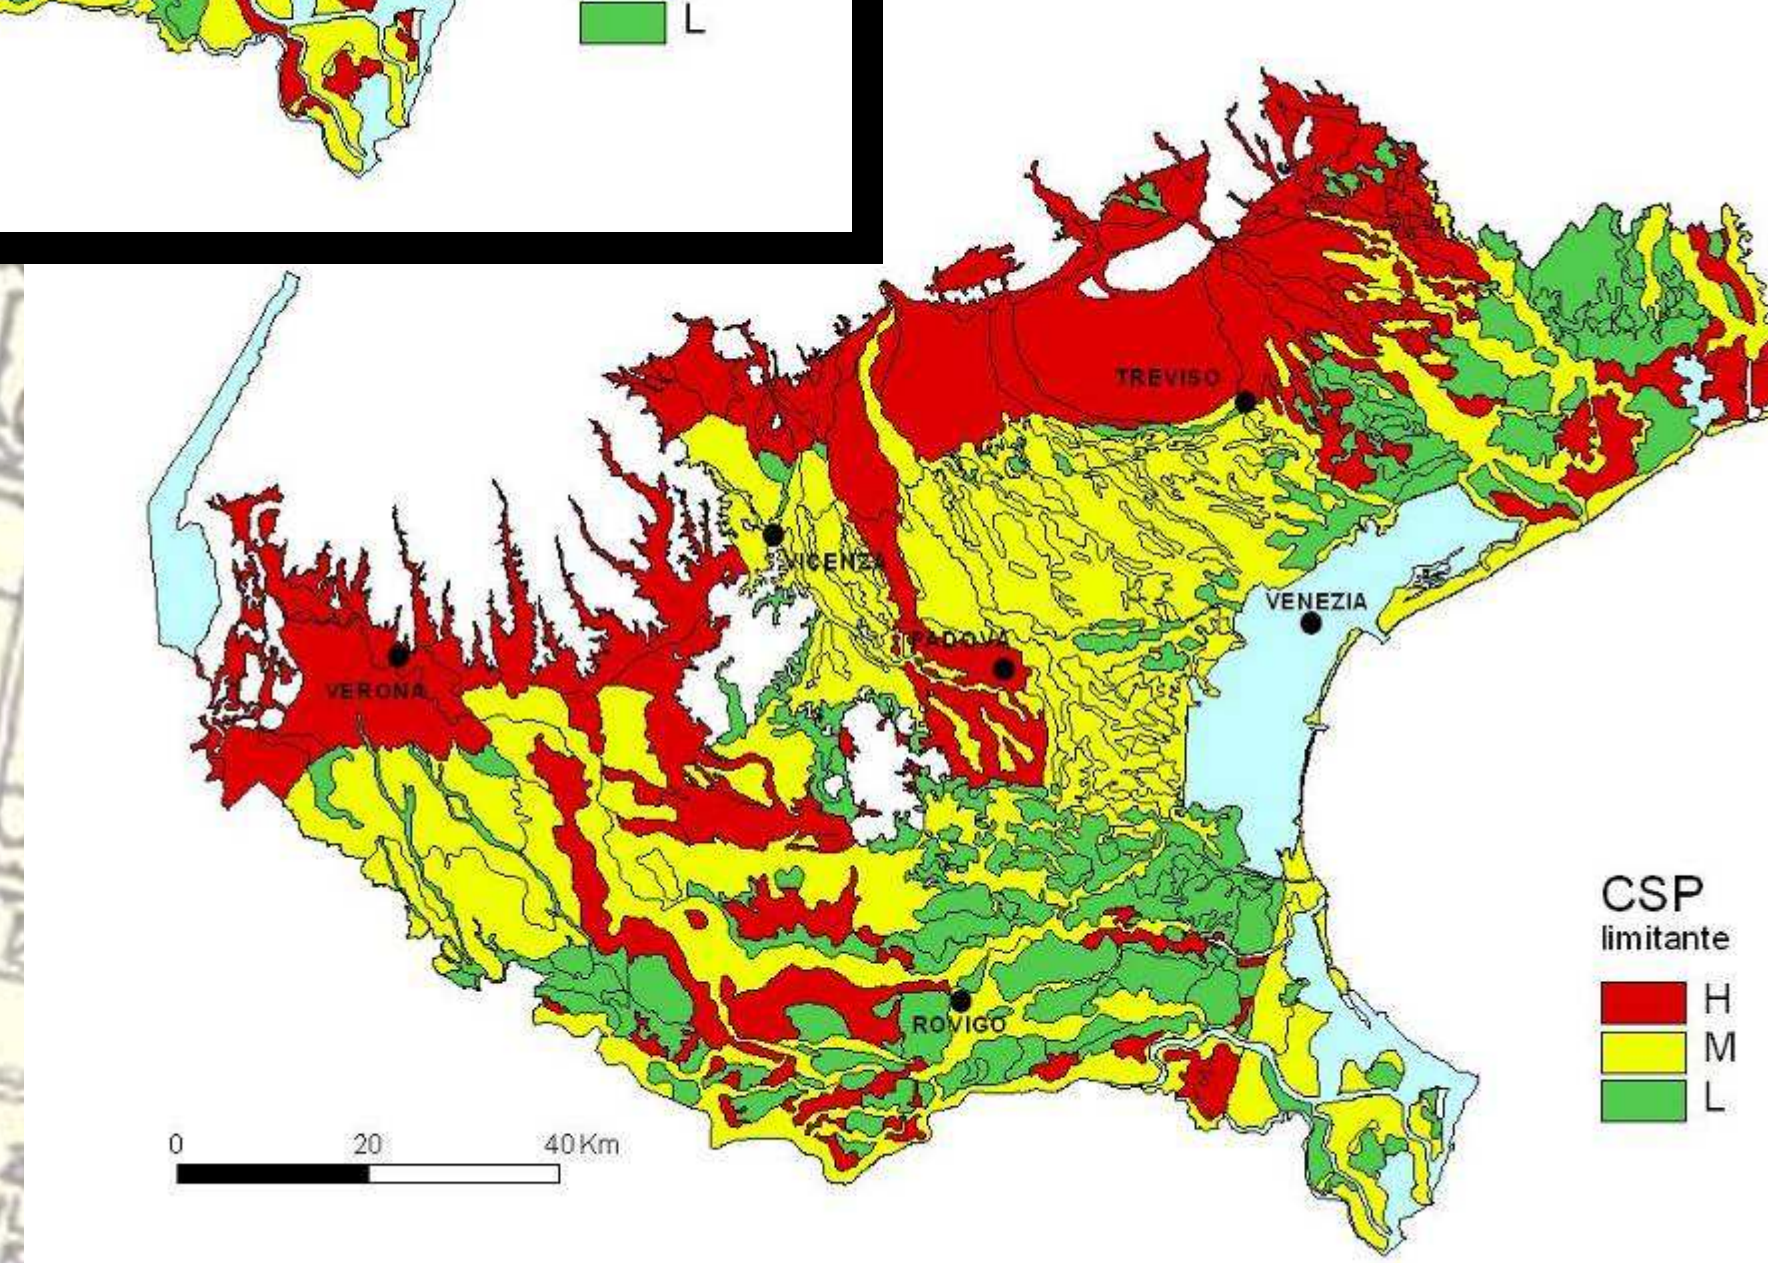 L
TREVISO
VICENZA
VENEZIA
PADOVA
VERONA
CSP
limitante
H
M
L
ROVIGO
0 20 40 Km